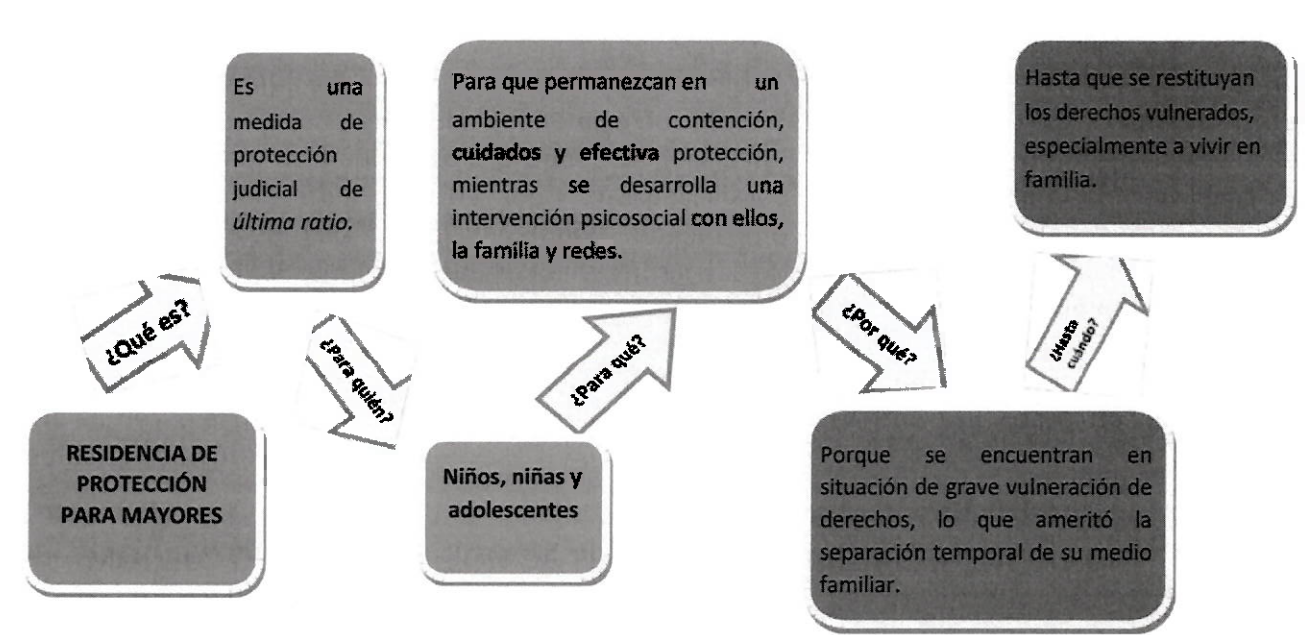 RESIDENCIA DE
PROTECCIÓN
PARA MAYORES
¿Qué es?
Es una
medida de
protección
judicial de
última ratio.
¿Para quién?
Niños, niñas y
adolescentes
¿Para qué?
Para que permanezcan en un
ambiente de contención,
cuidados y efectiva protección,
mientras se desarrolla una
intervención psicosocial con ellos,
la familia y redes.
¿Por qué?
Porque se encuentran en
situación de grave vulneración de
derechos, lo que ameritó la
separación temporal de su medio
familiar.
¿Hasta
cuándo?
Hasta que se restituyan
los derechos vulnerados,
especialmente a vivir en
familia.